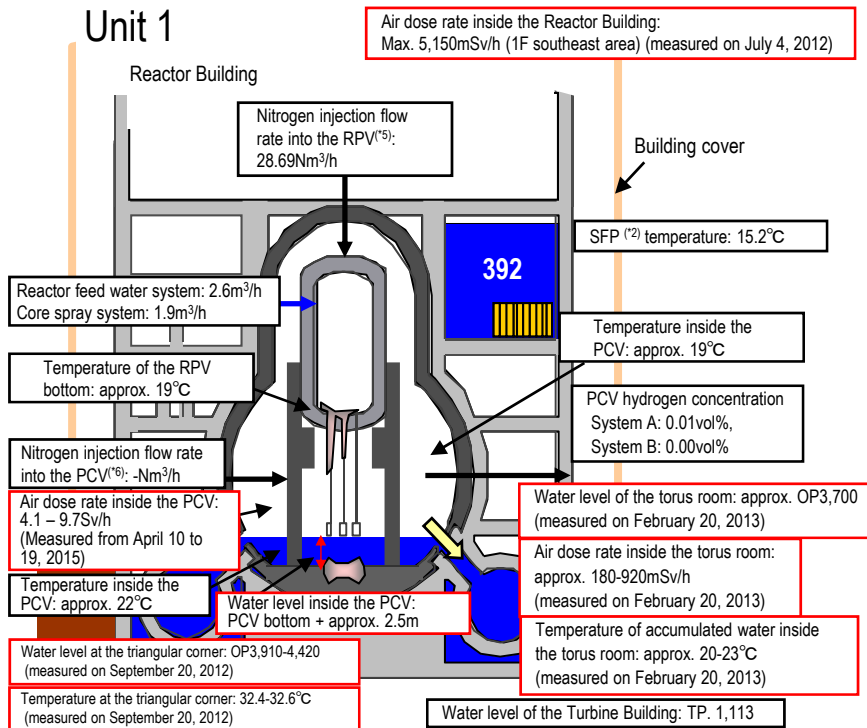 Unit 1
Air dose rate inside the Reactor Building:
Max. 5,150mSv/h (1F southeast area) (measured on July 4, 2012)
Reactor Building
Nitrogen injection flow
rate into the RPV(*5):
28.69Nm3/h
Building cover
SFP (*2) temperature: 15.2℃
392
Reactor feed water system: 2.6m3/h
Core spray system: 1.9m3/h
Temperature inside the
PCV: approx. 19℃
Temperature of the RPV
bottom: approx. 19℃
PCV hydrogen concentration
System A: 0.01vol%,
System B: 0.00vol%
Nitrogen injection flow rate
into the PCV(*6): -Nm3/h
Air dose rate inside the PCV:
4.1 – 9.7Sv/h
(Measured from April 10 to
19, 2015)
Water level of the torus room: approx. OP3,700
(measured on February 20, 2013)
Air dose rate inside the torus room:
approx. 180-920mSv/h
(measured on February 20, 2013)
Temperature inside the
PCV: approx. 22℃
Water level inside the PCV:
PCV bottom + approx. 2.5m
Temperature of accumulated water inside
the torus room: approx. 20-23℃
(measured on February 20, 2013)
Water level at the triangular corner: OP3,910-4,420
(measured on September 20, 2012)
Temperature at the triangular corner: 32.4-32.6℃
(measured on September 20, 2012)
Water level of the Turbine Building: TP. 1,113